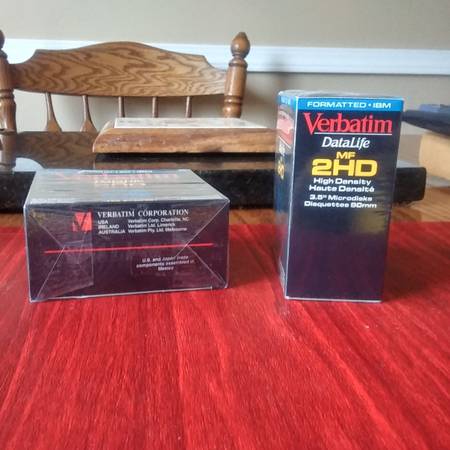 VERBATIM CORPORATION
USA Verbatim Corp. Charlotte, NC
IRELAND Verbatim Ltd. Limerick
AUSTRALIA Verbatim Pty. Ltd. Melbourne
U.S. and Japan made
components assembled in
Mexico
FORMATTED • IBM
Verbatim
DataLife
MF
2HD
High Density
Haute Densité
3.5" Microdisks
Disquettes 90mm